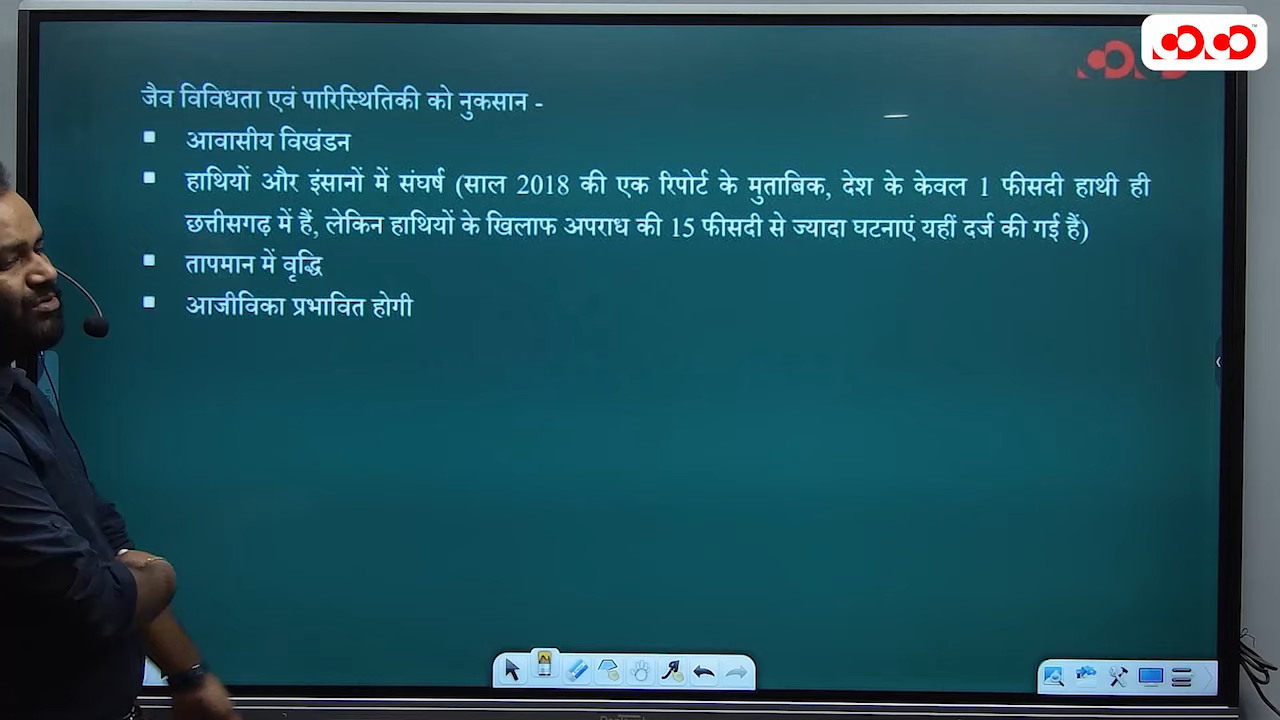 जैव विविधता एवं पारिस्थितिकी को नुकसान -
▪ आवासीय विखंडन
▪ हाथियों और इंसानों में संघर्ष (साल 2018 की एक रिपोर्ट के मुताबिक, देश के केवल 1 फीसदी हाथी ही
छत्तीसगढ़ में हैं, लेकिन हाथियों के खिलाफ अपराध की 15 फीसदी से ज्यादा घटनाएं यहीं दर्ज की गई हैं)
▪ तापमान में वृद्धि
▪ आजीविका प्रभावित होगी